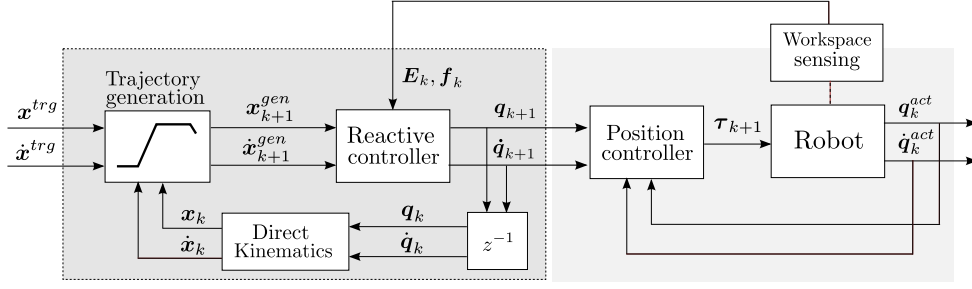 Workspace
sensing
E_k, f_k
Trajectory
generation
x^{trg}
ẋ^{trg}
x^{gen}_{k+1}
ẋ^{gen}_{k+1}
Reactive
controller
q_{k+1}
q̇_{k+1}
Position
controller
τ_{k+1}
Robot
q^{act}_k
q̇^{act}_k
x_k
ẋ_k
Direct
Kinematics
q_k
q̇_k
z^{-1}